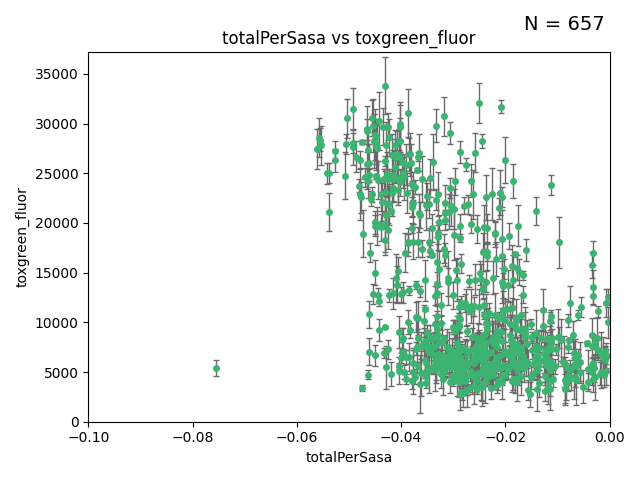 N = 657
totalPerSasa vs toxgreen_fluor
35000
30000
25000
20000
15000
10000
5000
0
toxgreen_fluor
−0.10 −0.08 −0.06 −0.04 −0.02 0.00
totalPerSasa